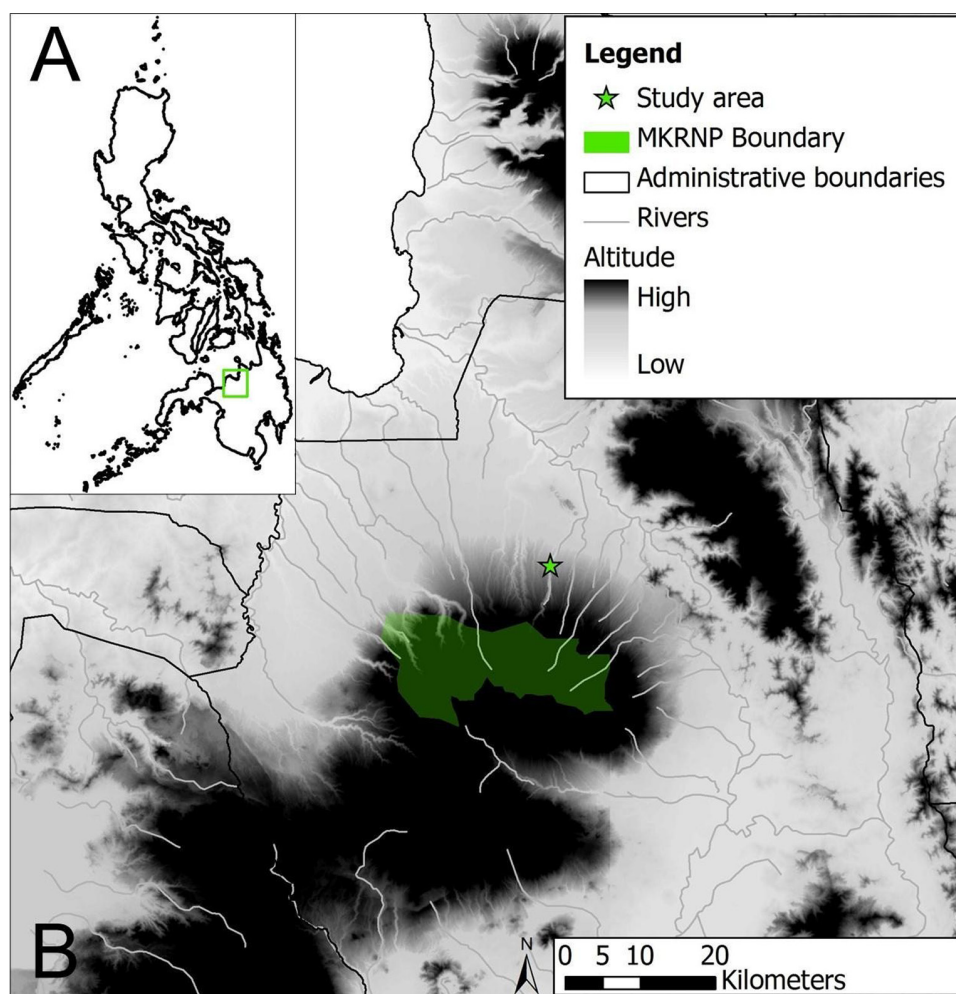 A
Legend
Study area
MKRNP Boundary
Administrative boundaries
Rivers
Altitude
High
Low
B
N
0 5 10 20
Kilometers